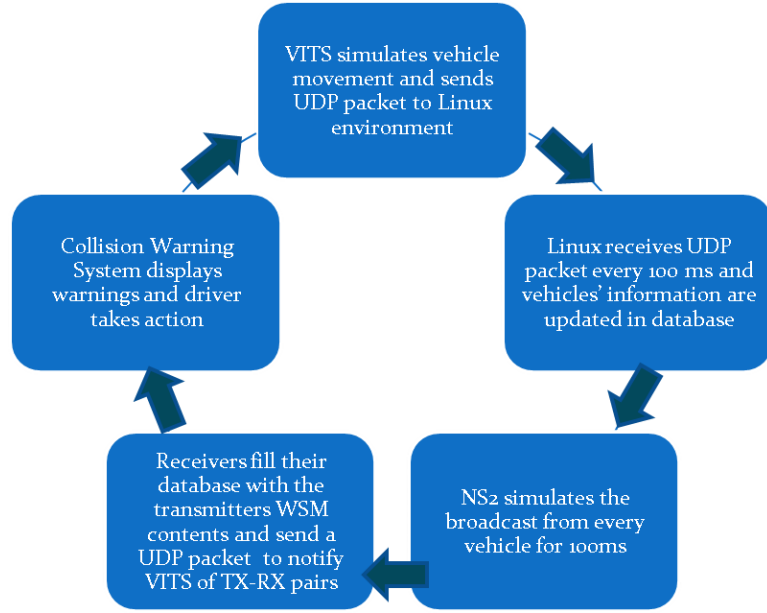 VITS simulates vehicle
movement and sends
UDP packet to Linux
environment
Linux receives UDP
packet every 100 ms and
vehicles' information are
updated in database
NS2 simulates the
broadcast from every
vehicle for 100ms
Receivers fill their
database with the
transmitters WSM
contents and send a
UDP packet to notify
VITS of TX-RX pairs
Collision Warning
System displays
warnings and driver
takes action